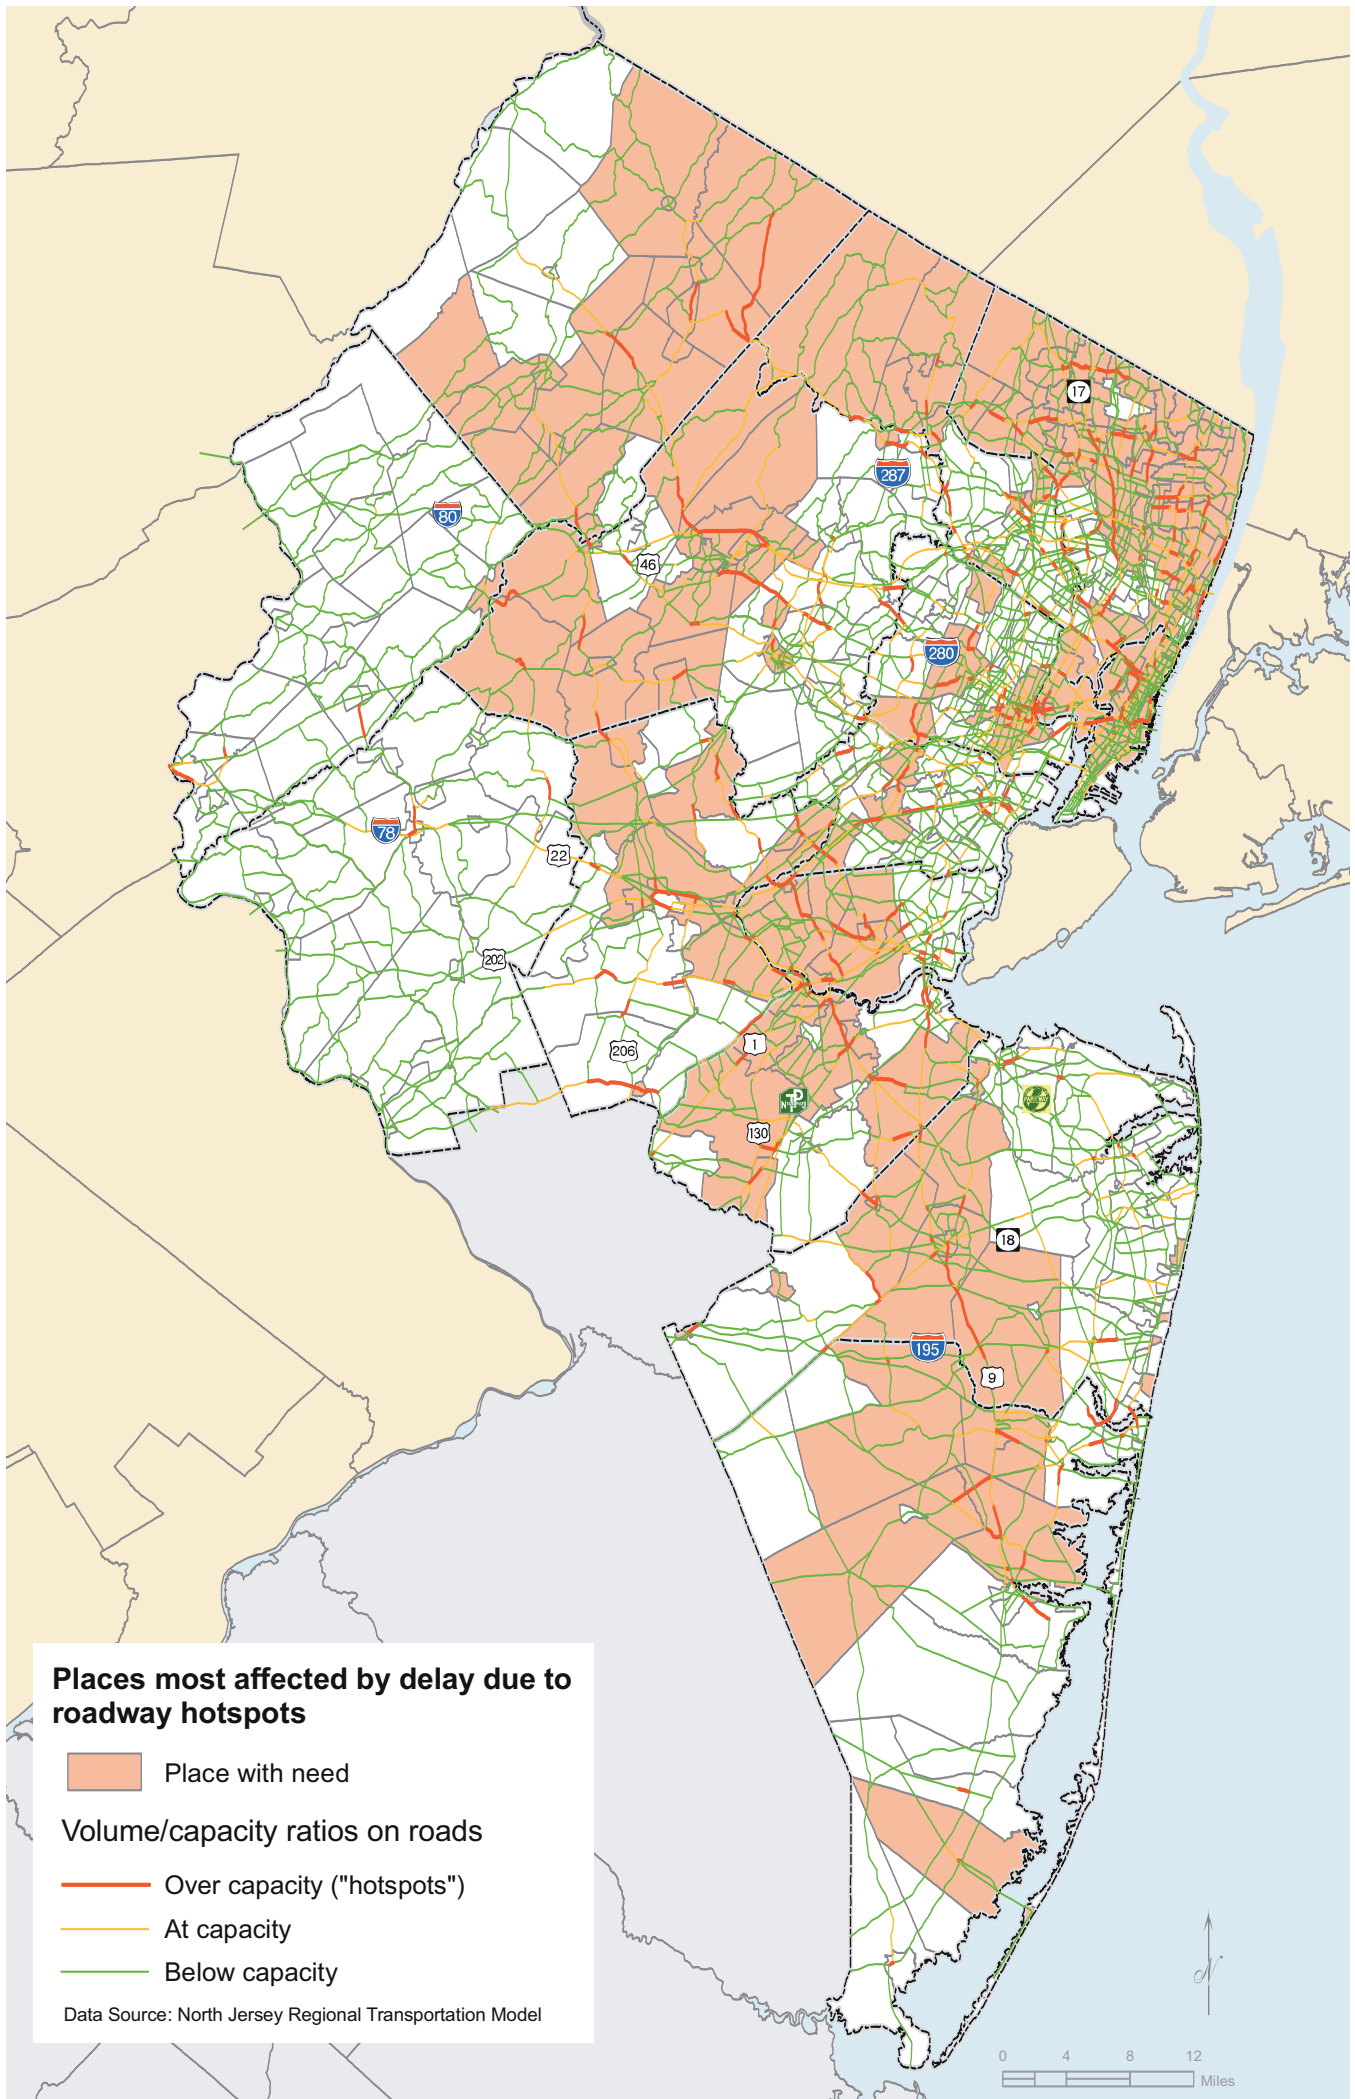 17
287
80
46
280
78
22
202
206
1
130
PARKWAY
18
195
9
Places most affected by delay due to
roadway hotspots
Place with need
Volume/capacity ratios on roads
Over capacity ("hotspots")
At capacity
Below capacity
Data Source: North Jersey Regional Transportation Model
N
0 4 8 12
Miles